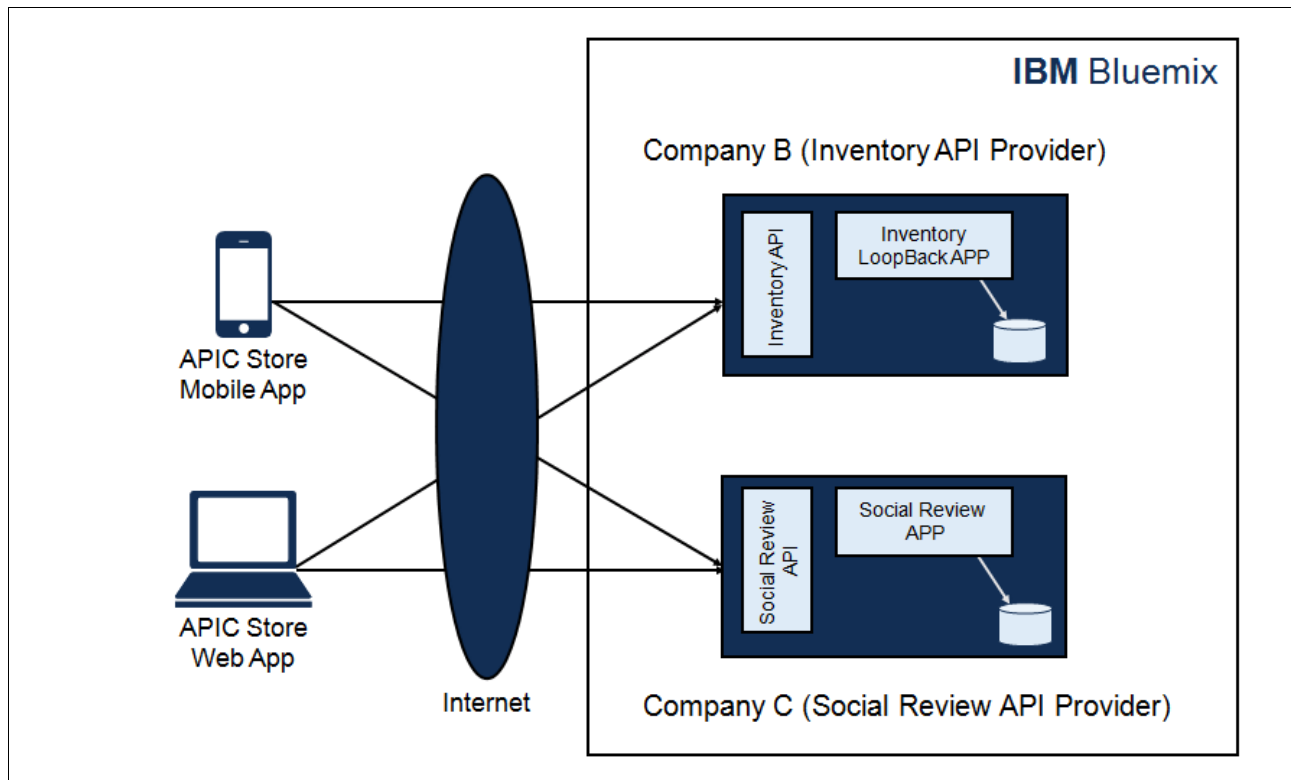 IBM Bluemix
Company B (Inventory API Provider)
Inventory API
Inventory
LoopBack APP
APIC Store
Mobile App
Social Review
API
Social Review
APP
APIC Store
Web App
Internet
Company C (Social Review API Provider)